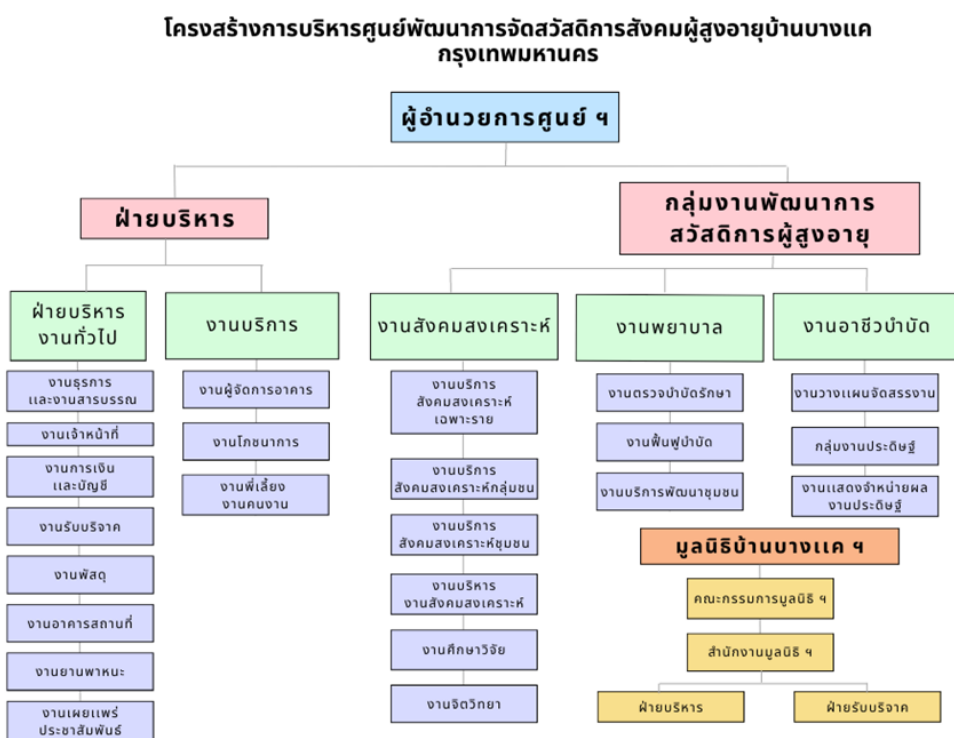 โครงสร้างการบริหารศูนย์พัฒนาการจัดสวัสดิการสังคมผู้สูงอายุบ้านบางแค
กรุงเทพมหานคร
ผู้อำนวยการศูนย์ ฯ
ฝ่ายบริหาร
กลุ่มงานพัฒนาการ
สวัสดิการผู้สูงอายุ
ฝ่ายบริหาร
งานทั่วไป
งานบริการ
งานสังคมสงเคราะห์
งานพยาบาล
งานอาชีวบำบัด
งานธุรการ
และงานสารบรรณ
งานเจ้าหน้าที่
งานการเงิน
และบัญชี
งานรับบริจาค
งานพัสดุ
งานอาคารสถานที่
งานยานพาหนะ
งานเผยแพร่
ประชาสัมพันธ์
งานผู้จัดการอาคาร
งานโภชนาการ
งานพี่เลี้ยง
งานคนงาน
งานบริการ
สังคมสงเคราะห์
เฉพาะราย
งานบริการ
สังคมสงเคราะห์กลุ่มชน
งานบริการ
สังคมสงเคราะห์ชุมชน
งานบริหาร
งานสังคมสงเคราะห์
งานศึกษาวิจัย
งานจิตวิทยา
งานตรวจบำบัดรักษา
งานฟื้นฟูบำบัด
งานบริการพัฒนาชุมชน
งานวางแผนจัดสรรงาน
กลุ่มงานประดิษฐ์
งานแสดงจำหน่ายผล
งานประดิษฐ์
มูลนิธิบ้านบางแค ฯ
คณะกรรมการมูลนิธิ ฯ
สำนักงานมูลนิธิ ฯ
ฝ่ายบริหาร
ฝ่ายรับบริจาค